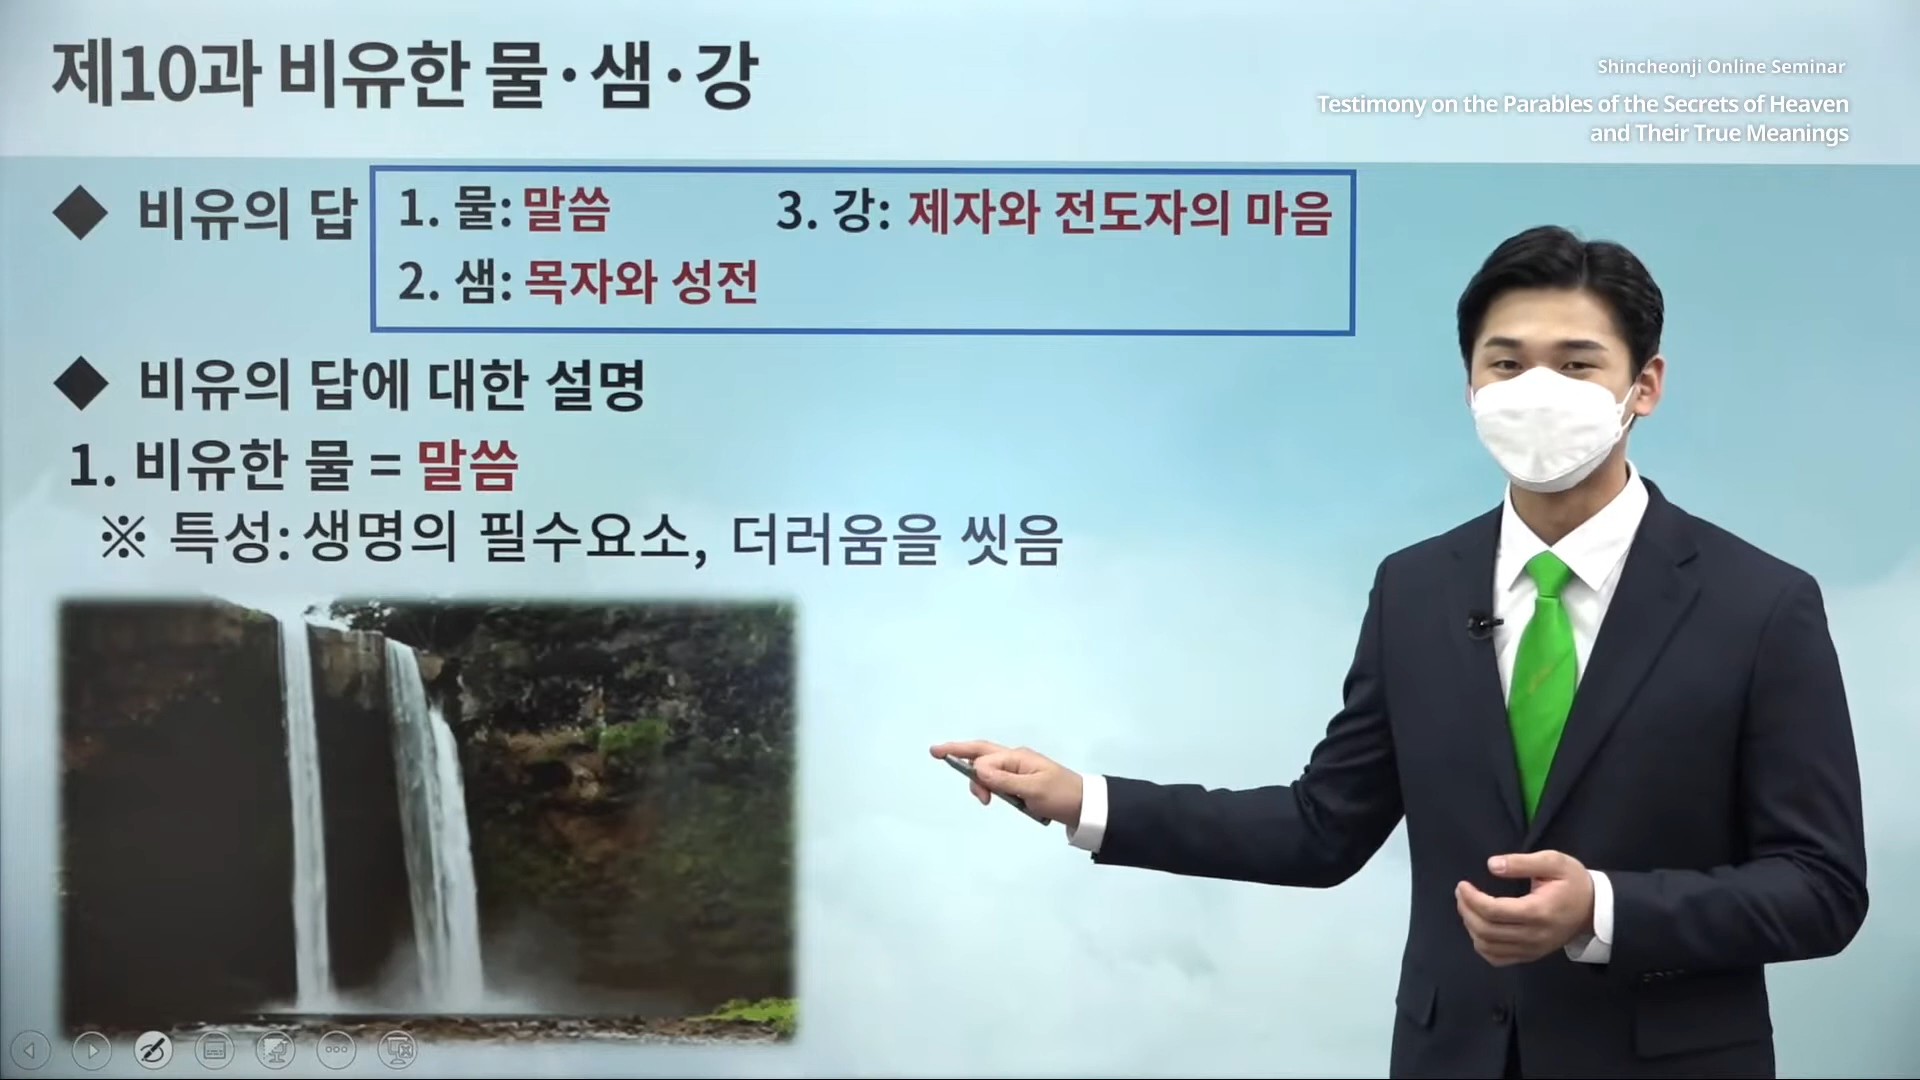 제10과 비유한 물·샘·강
Shincheonji Online Seminar
Testimony on the Parables of the Secrets of Heaven
and Their True Meanings
◆ 비유의 답
1. 물: 말씀
3. 강: 제자와 전도자의 마음
2. 샘: 목자와 성전
◆ 비유의 답에 대한 설명
1. 비유한 물 = 말씀
※ 특성: 생명의 필수요소, 더러움을 씻음